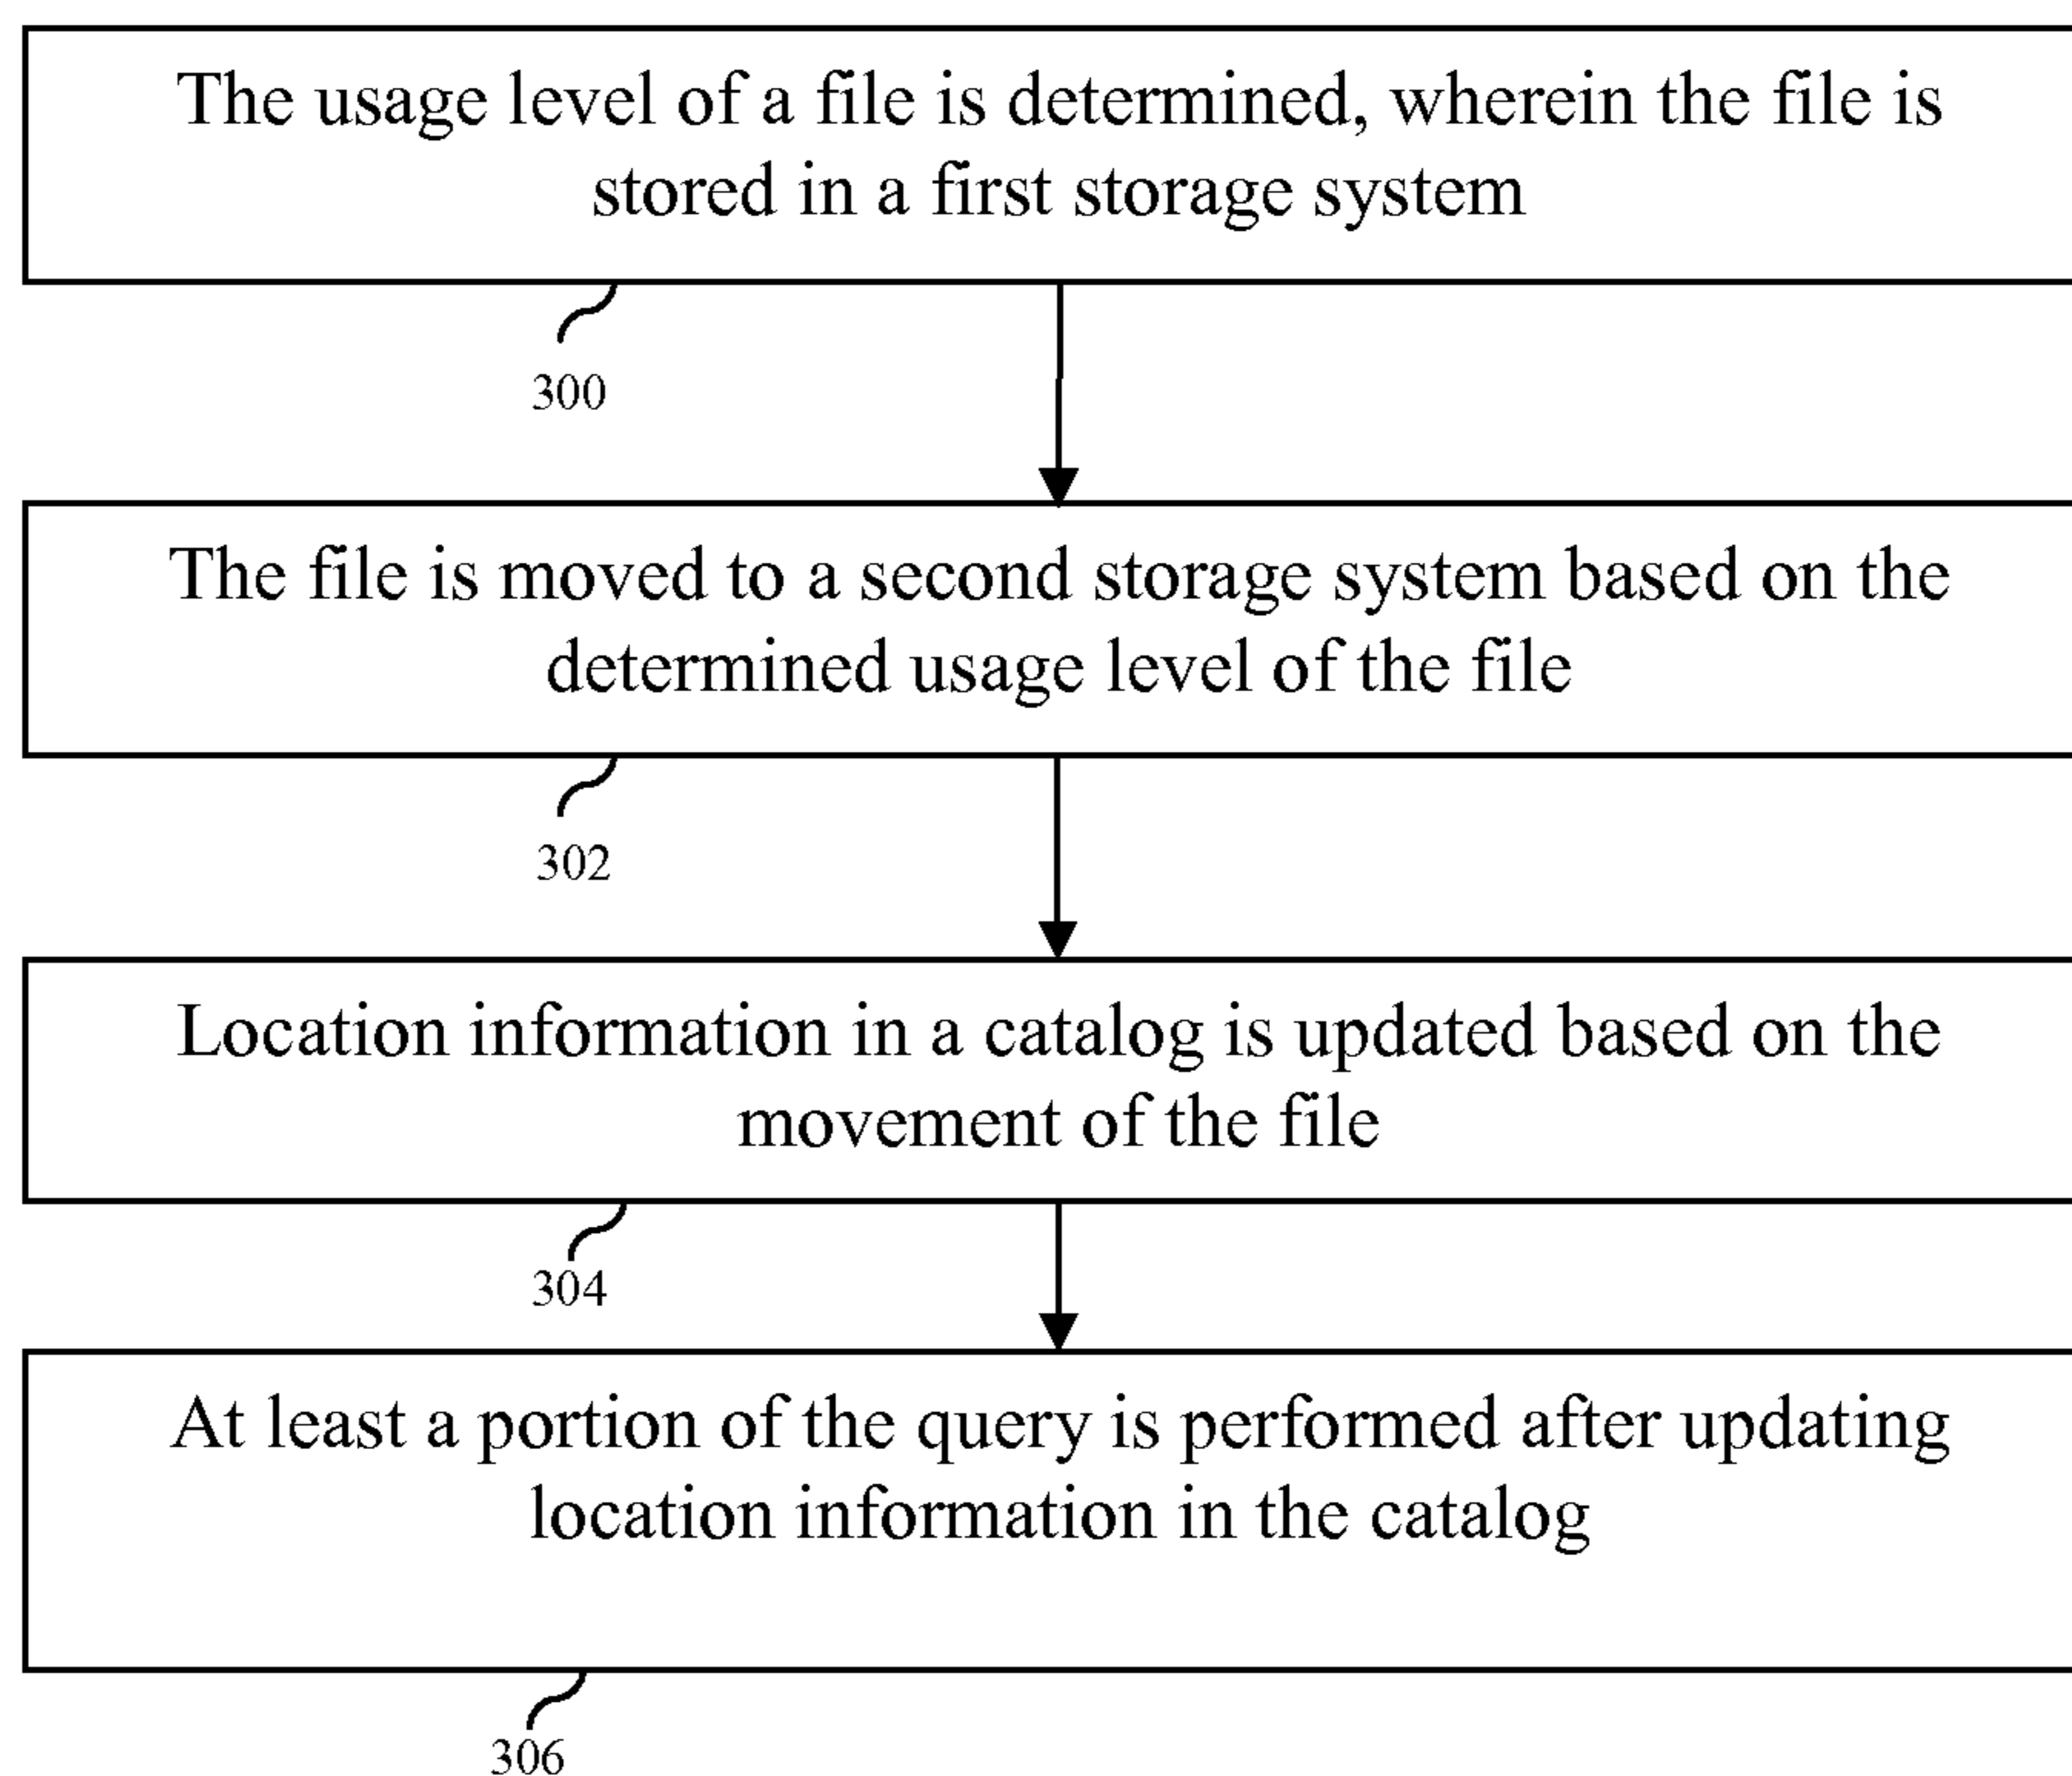 The usage level of a file is determined, wherein the file is
stored in a first storage system
300
The file is moved to a second storage system based on the
determined usage level of the file
302
Location information in a catalog is updated based on the
movement of the file
304
At least a portion of the query is performed after updating
location information in the catalog
306